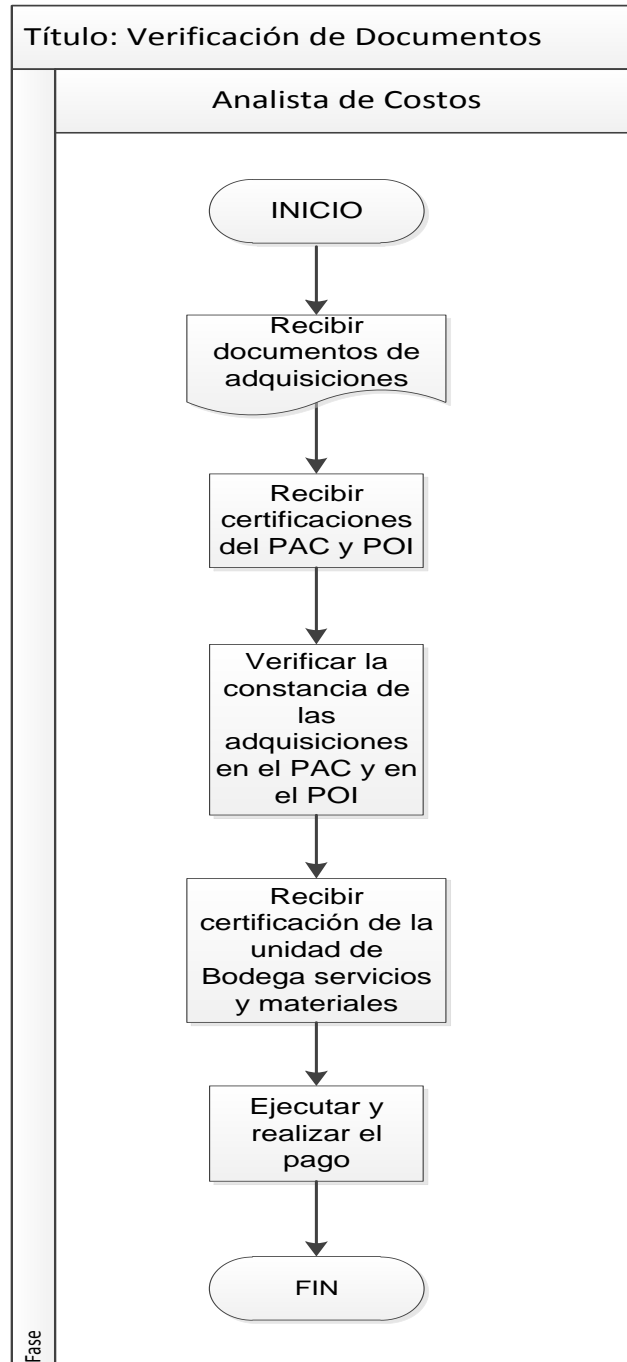 Título: Verificación de Documentos
Analista de Costos
INICIO
Recibir
documentos de
adquisiciones
Recibir
certificaciones
del PAC y POI
Verificar la
constancia de
las
adquisiciones
en el PAC y en
el POI
Recibir
certificación de la
unidad de
Bodega servicios
y materiales
Ejecutar y
realizar el
pago
FIN
Fase